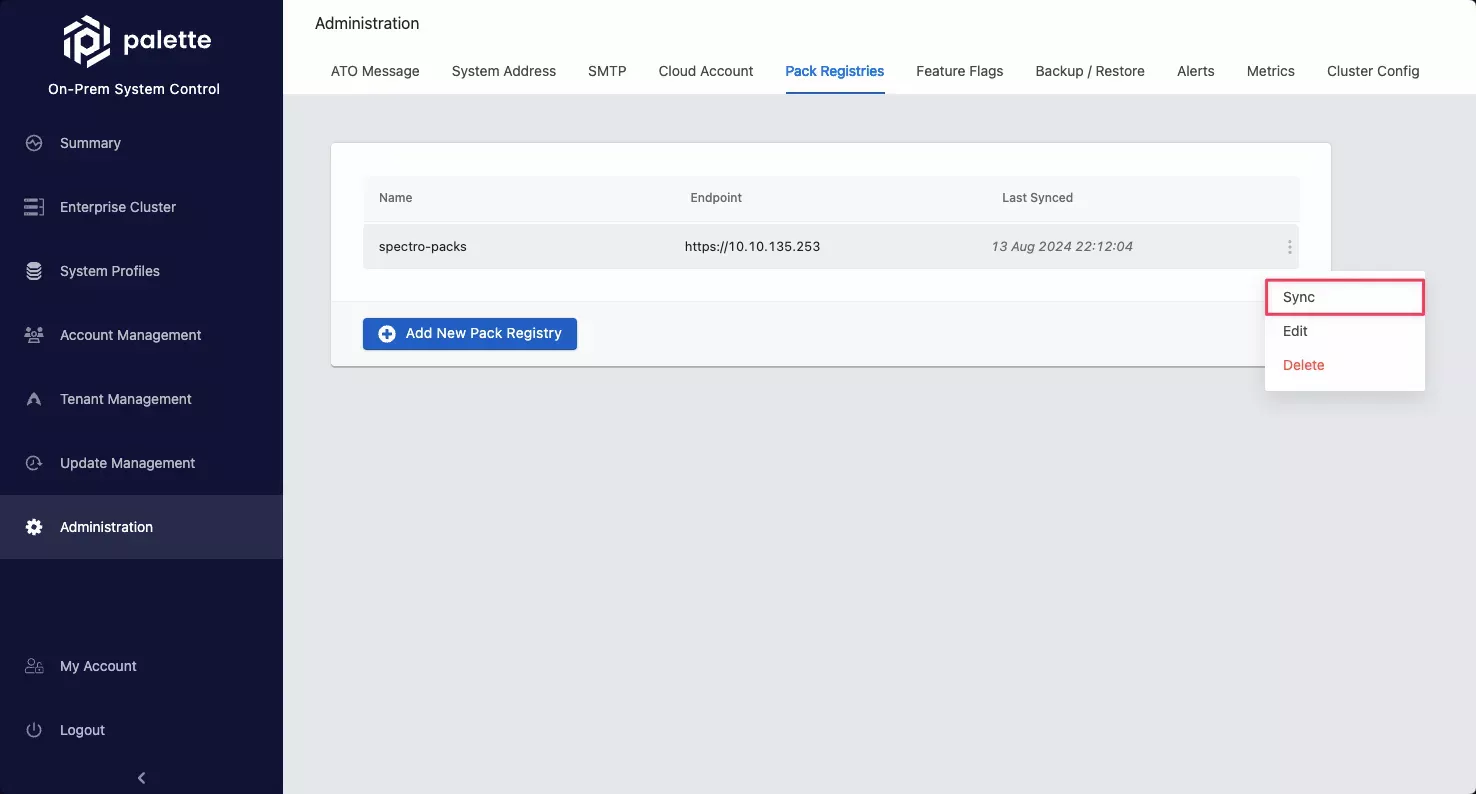 palette
On-Prem System Control
Summary
Enterprise Cluster
System Profiles
Account Management
Tenant Management
Update Management
Administration
My Account
Logout
Administration
ATO Message System Address SMTP Cloud Account Pack Registries Feature Flags Backup / Restore Alerts Metrics Cluster Config
Name Endpoint Last Synced
spectro-packs https://10.10.135.253 13 Aug 2024 22:12:04
Sync
Edit
Delete
Add New Pack Registry